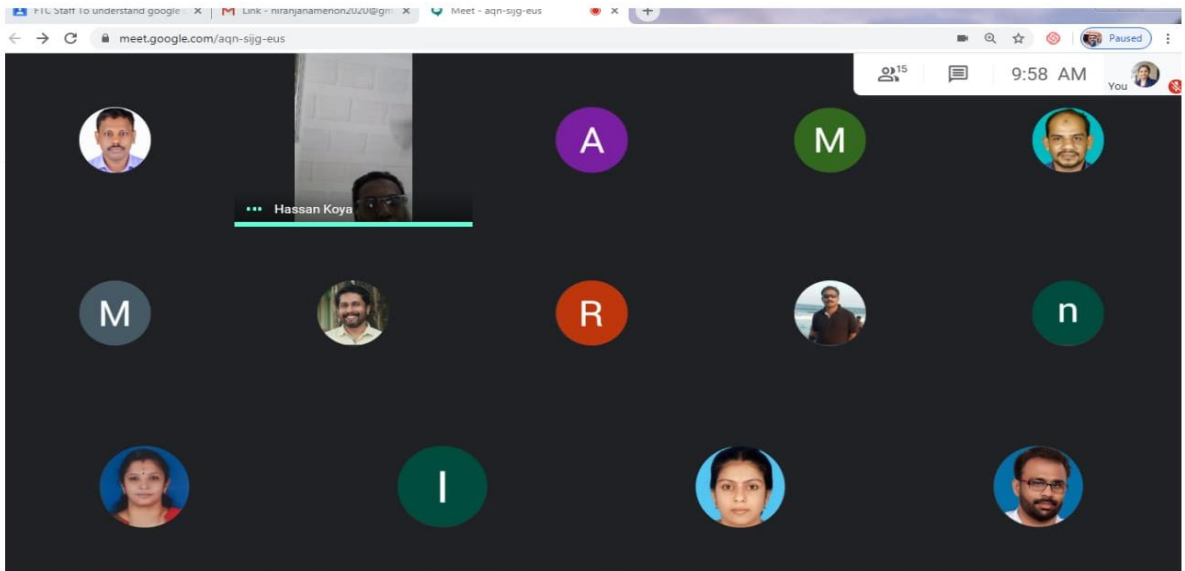 FTC Staff To understand google
Link - niranjanamenon2020@gm
Meet - aqn-sijg-eus
meet.google.com/aqn-sijg-eus
Paused
15
9:58 AM
You
A
M
Hassan Koya
M
R
n
I